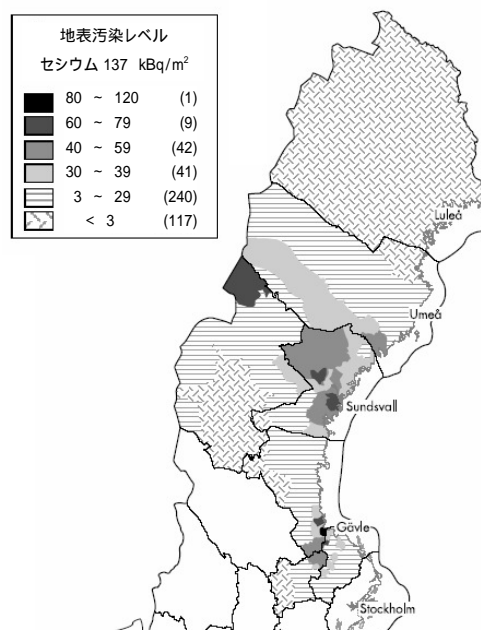 地表汚染レベル
セシウム 137 kBq/m²
80 ～ 120 (1)
60 ～ 79 (9)
40 ～ 59 (42)
30 ～ 39 (41)
3 ～ 29 (240)
< 3 (117)
Luleå
Umeå
Sundsvall
Gävle
Stockholm